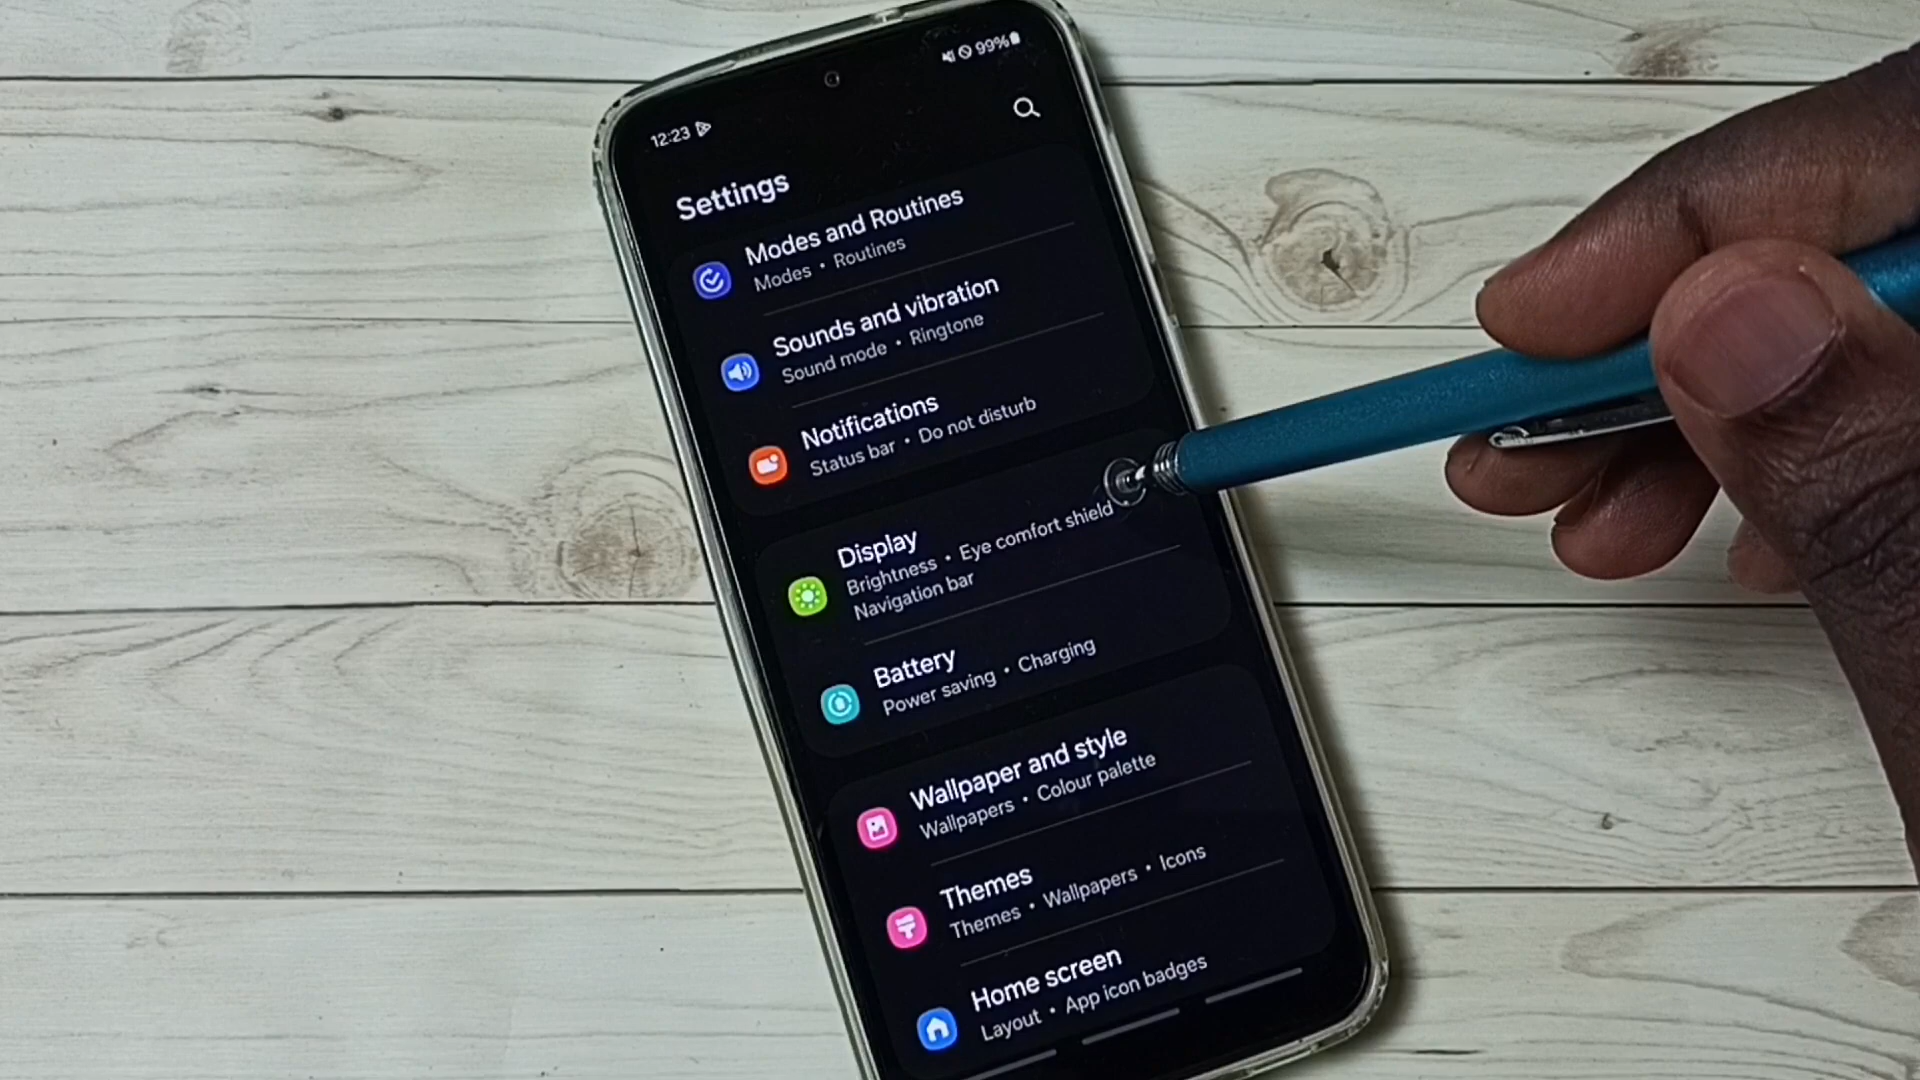 12:23
99%
Settings
Modes and Routines
Modes • Routines
Sounds and vibration
Sound mode • Ringtone
Notifications
Status bar • Do not disturb
Display
Brightness • Eye comfort shield
Navigation bar
Battery
Power saving • Charging
Wallpaper and style
Wallpapers • Colour palette
Themes
Themes • Wallpapers • Icons
Home screen
Layout • App icon badges